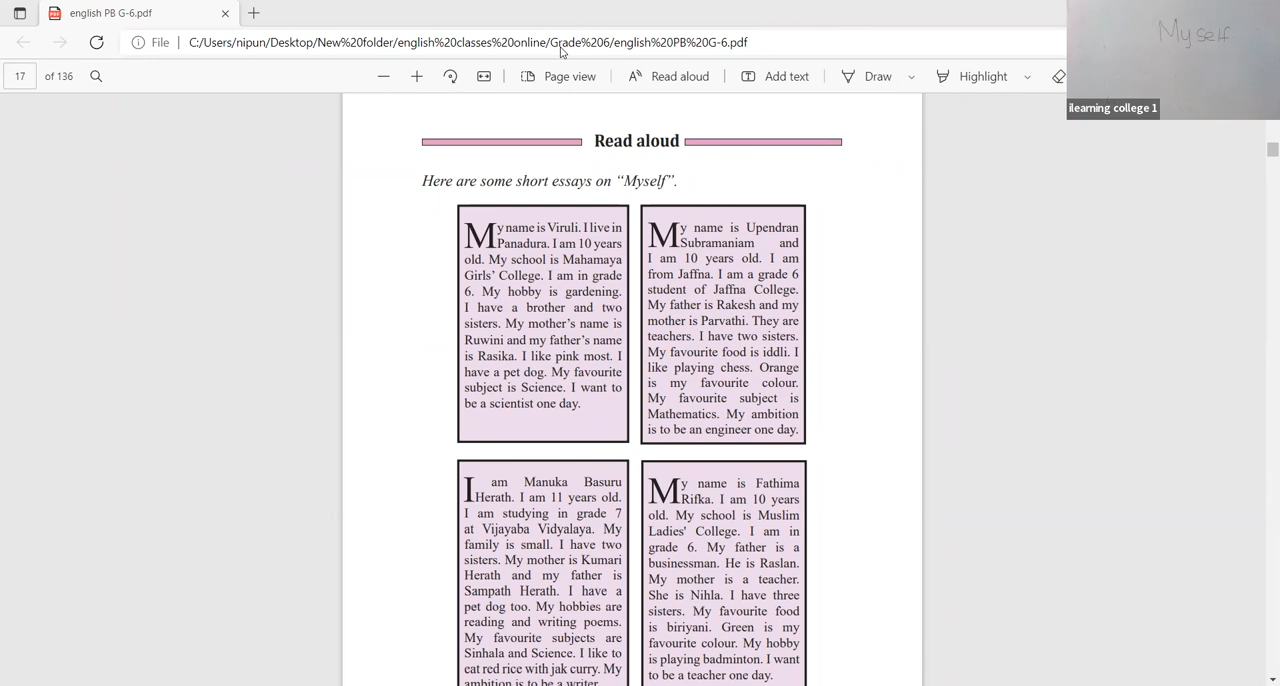 english PB G-6.pdf
File
C:/Users/nipun/Desktop/New%20folder/english%20classes%20online/Grade%206/english%20PB%20G-6.pdf
Myself
17 of 136
Page view
Read aloud
Add text
Draw
Highlight
ilearning college 1
Read aloud
Here are some short essays on “Myself”.
My name is Viruli. I live in
Panadura. I am 10 years
old. My school is Mahamaya
Girls’ College. I am in grade
6. My hobby is gardening.
I have a brother and two
sisters. My mother’s name is
Ruwini and my father’s name
is Rasika. I like pink most. I
have a pet dog. My favourite
subject is Science. I want to
be a scientist one day.
My name is Upendran
Subramaniam and
I am 10 years old. I am
from Jaffna. I am a grade 6
student of Jaffna College.
My father is Rakesh and my
mother is Parvathi. They are
teachers. I have two sisters.
My favourite food is iddli. I
like playing chess. Orange
is my favourite colour.
My favourite subject is
Mathematics. My ambition
is to be an engineer one day.
I am Manuka Basuru
Herath. I am 11 years old.
I am studying in grade 7
at Vijayaba Vidyalaya. My
family is small. I have two
sisters. My mother is Kumari
Herath and my father is
Sampath Herath. I have a
pet dog too. My hobbies are
reading and writing poems.
My favourite subjects are
Sinhala and Science. I like to
eat red rice with jak curry. My
ambition is to be a writer
My name is Fathima
Rifka. I am 10 years
old. My school is Muslim
Ladies' College. I am in
grade 6. My father is a
businessman. He is Raslan.
My mother is a teacher.
She is Nihla. I have three
sisters. My favourite food
is biriyani. Green is my
favourite colour. My hobby
is playing badminton. I want
to be a teacher one day.